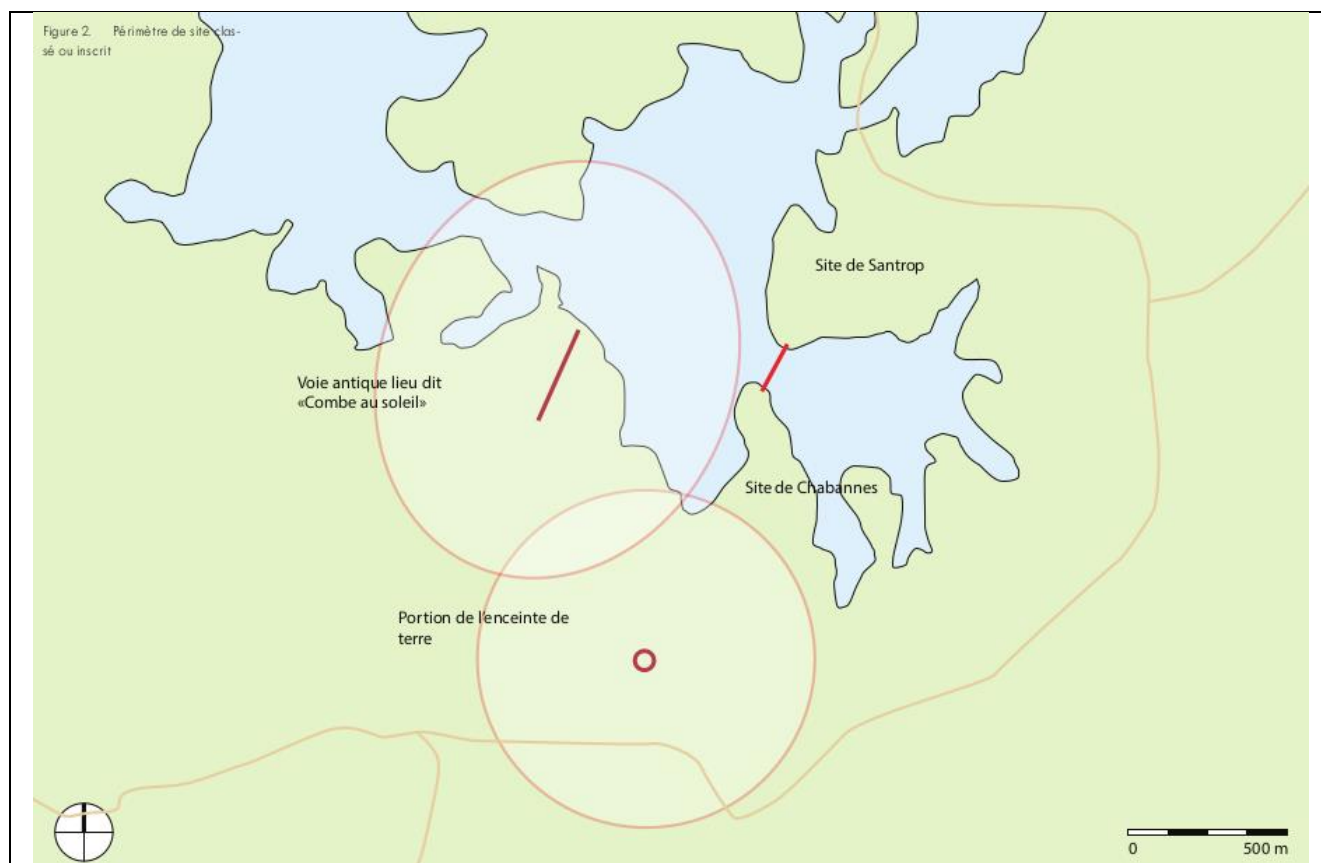 Figure 2. Périmètre de site clas-
sé ou inscrit
Site de Santrop
Voie antique lieu dit
«Combe au soleil»
Site de Chabannes
Portion de l'enceinte de
terre
0 500 m